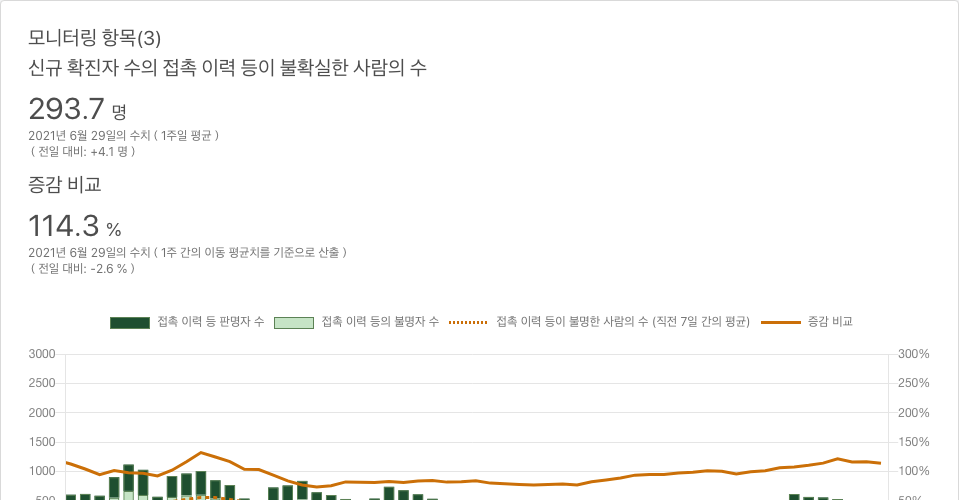 모니터링 항목(3)
신규 확진자 수의 접촉 이력 등이 불확실한 사람의 수
293.7 명
2021년 6월 29일의 수치 ( 1주일 평균 )
( 전일 대비: +4.1 명 )
증감 비교
114.3 %
2021년 6월 29일의 수치 ( 1주 간의 이동 평균치를 기준으로 산출 )
( 전일 대비: -2.6 % )
접촉 이력 등 판명자 수 접촉 이력 등의 불명자 수 접촉 이력 등이 불명한 사람의 수 (직전 7일 간의 평균) 증감 비교
3000 300%
2500 250%
2000 200%
1500 150%
1000 100%
500 50%